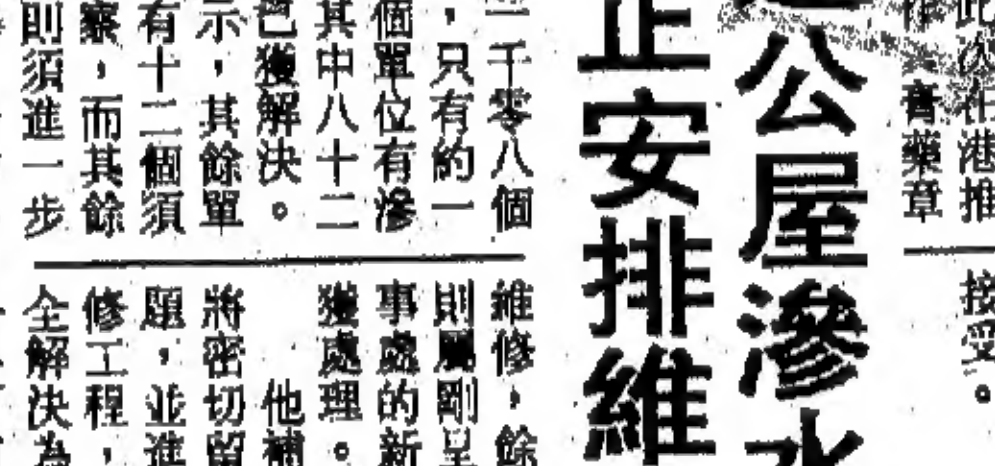 此次在港推
作
青藥章
接受。
公屋滲水
正安排維
二千零八個
，只有約一
個單位有滲
其中八十二
已獲解決。
示，其餘單
有十二個須
察，而其餘
則須進一步
維修，餘
則屬剛呈
事處的新
獲處理。
他補
將密切留
題，並進
修工程，
全解決為